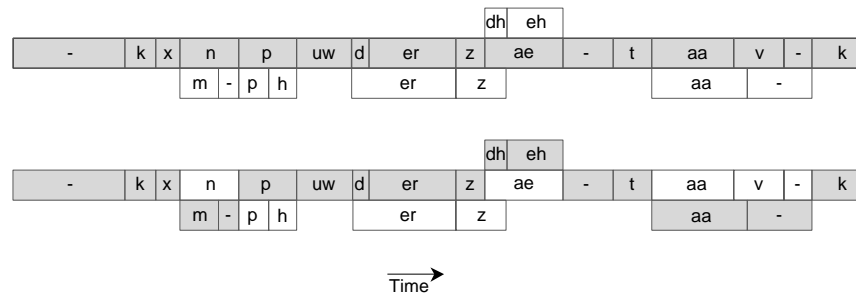 dh eh
- k x n p uw d er z ae - t aa v - k
m - p h er z aa -
dh eh
- k x n p uw d er z ae - t aa v - k
m - p h er z aa -
Time